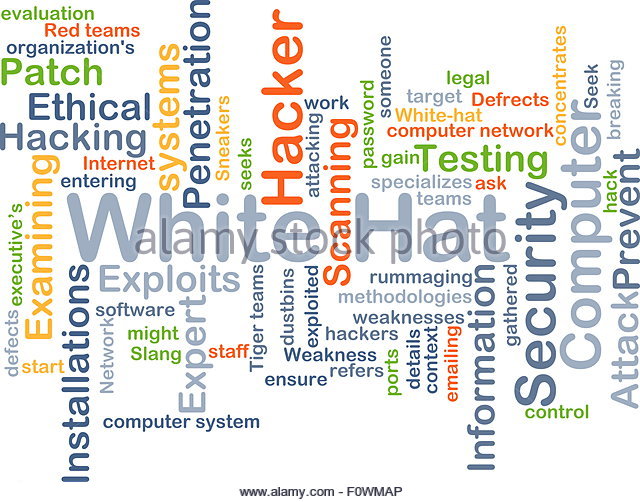 evaluation
Red teams
organization's
Patch
Ethical
Hacking
Internet
entering
systems
Penetration
Sneakers
seeks
Hacker
work
attacking
Scanning
someone
password
legal
target
Defrects
White-hat
computer network
gain
Testing
specializes
ask
teams
concentrates
Seek
breaking
hack
Prevent
Computer
Security
White Hat
alamy stock photo
executive's
Examining
defects
start
Installations
Exploits
software
Network
might
Slang
Expert
staff
Tiger teams
dustbins
exploited
Weakness
ensure
hackers
refers
rummaging
methodologies
weaknesses
ports
details
context
emailing
Information
gathered
Attack
control
computer system
www.alamy.com - F0WMAP